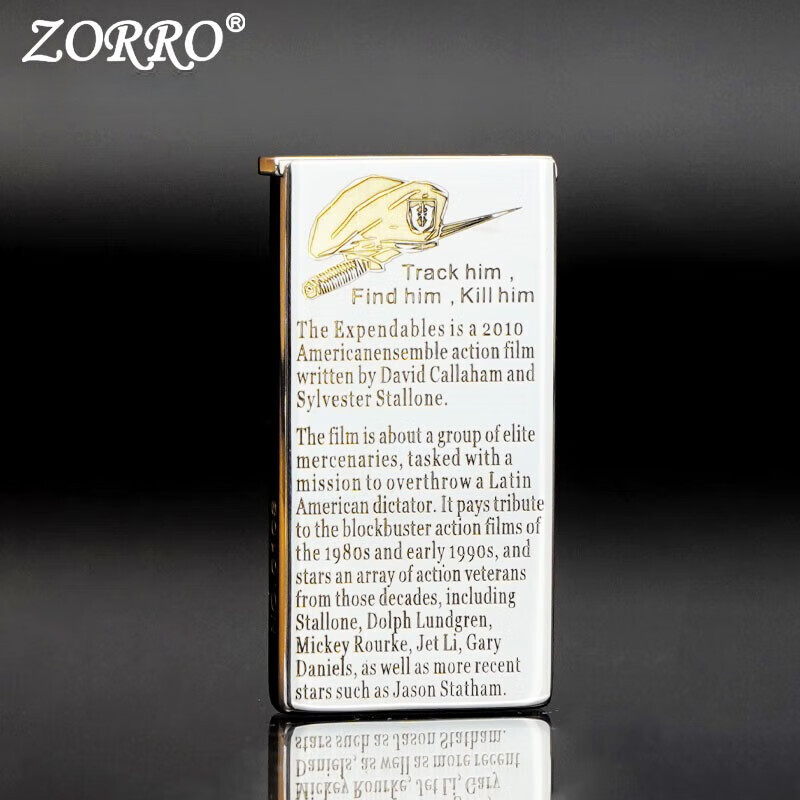 ZORRO®
Track him ,
Find him , Kill him
The Expendables is a 2010
Americanensemble action film
written by David Callaham and
Sylvester Stallone.
The film is about a group of elite
mercenaries, tasked with a
mission to overthrow a Latin
American dictator. It pays tribute
to the blockbuster action films of
the 1980s and early 1990s, and
stars an array of action veterans
from those decades, including
Stallone, Dolph Lundgren,
Mickey Rourke, Jet Li, Gary
Daniels, as well as more recent
stars such as Jason Statham.